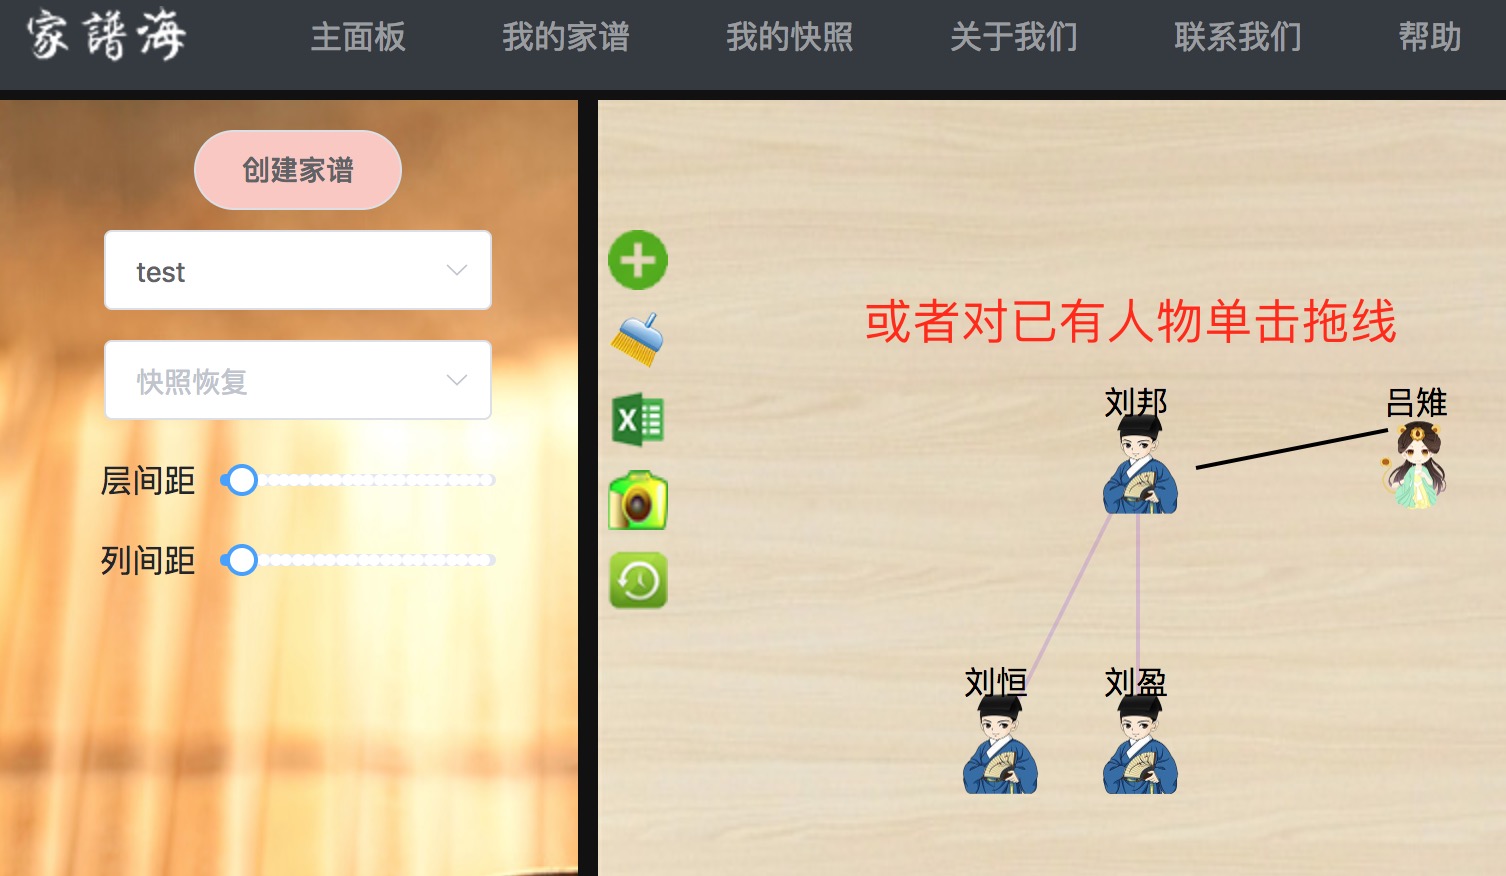 家譜海
主面板
我的家谱
我的快照
关于我们
联系我们
帮助
创建家谱
test
快照恢复
层间距
列间距
或者对已有人物单击拖线
刘邦
吕雉
刘恒
刘盈